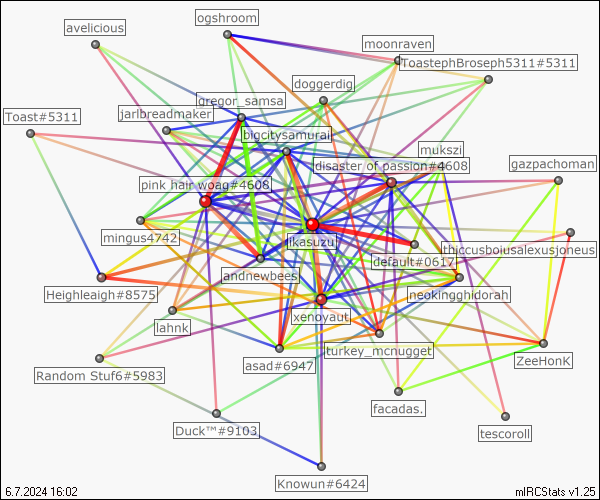 ogshroom
avelicious
moonraven
ToastephBroseph5311#5311
doggerdig
gregor_samsa
Toast#5311
jarlbreadmaker
bigcitysamurai
mukszi
disaster of passion#4608
gazpachoman
pink hair woag#4608
mingus4742
likasuzu
thiccusboiusalexusjoneus
default#0617
andrewbees
Heighleaigh#8575
neokingghidorah
xenoyaut
lahnk
turkey_mcnugget
ZeeHonK
asad#6947
Random Stuf6#5983
facadas.
Duck™#9103
tescoroll
Knowun#6424
6.7.2024 16:02
mIRCStats v1.25